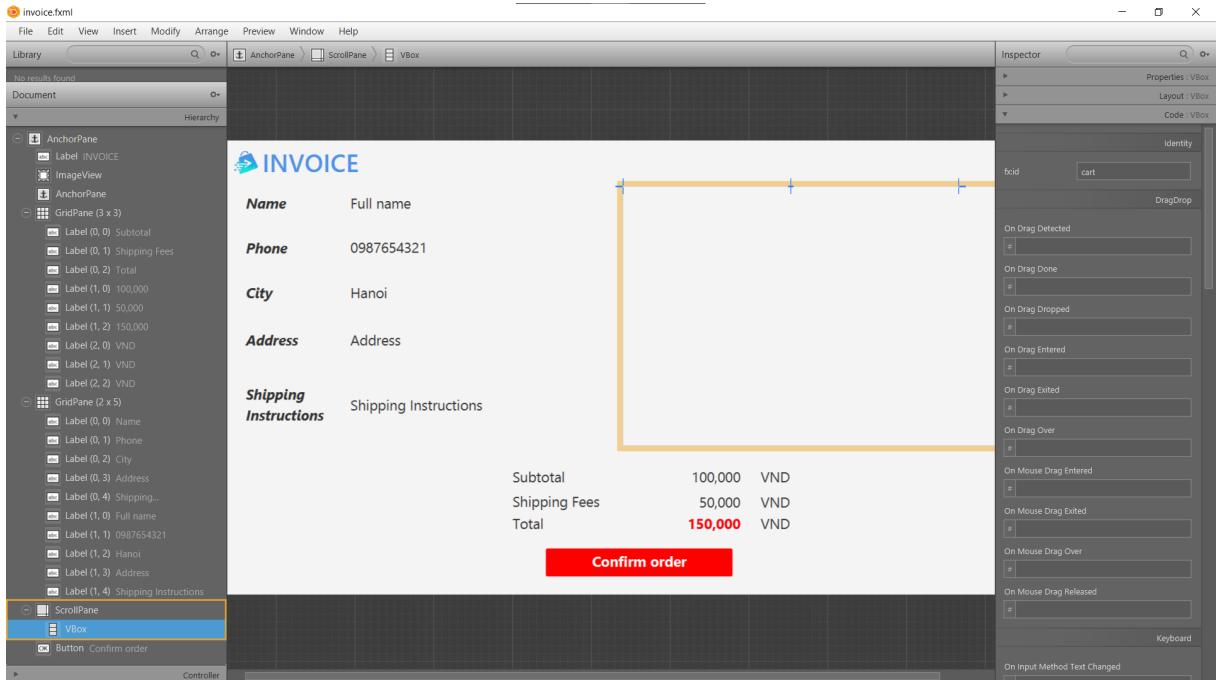 invoice.fxml
File Edit View Insert Modify Arrange Preview Window Help
Library
No results found
Document
Hierarchy
AnchorPane
Label INVOICE
ImageView
AnchorPane
GridPane (3 x 3)
Label (0, 0) Subtotal
Label (0, 1) Shipping Fees
Label (0, 2) Total
Label (1, 0) 100,000
Label (1, 1) 50,000
Label (1, 2) 150,000
Label (2, 0) VND
Label (2, 1) VND
Label (2, 2) VND
GridPane (2 x 5)
Label (0, 0) Name
Label (0, 1) Phone
Label (0, 2) City
Label (0, 3) Address
Label (0, 4) Shipping...
Label (1, 0) Full name
Label (1, 1) 0987654321
Label (1, 2) Hanoi
Label (1, 3) Address
Label (1, 4) Shipping Instructions
ScrollPane
VBox
Button Confirm order
Controller
AnchorPane ScrollPane VBox
INVOICE
Name Full name
Phone 0987654321
City Hanoi
Address Address
Shipping
Instructions
Shipping Instructions
Subtotal 100,000 VND
Shipping Fees 50,000 VND
Total 150,000 VND
Confirm order
Inspector
Properties : VBox
Layout : VBox
Code : VBox
Identity
fx:id cart
DragDrop
On Drag Detected
#
On Drag Done
#
On Drag Dropped
#
On Drag Entered
#
On Drag Exited
#
On Drag Over
#
On Mouse Drag Entered
#
On Mouse Drag Exited
#
On Mouse Drag Over
#
On Mouse Drag Released
#
Keyboard
On Input Method Text Changed